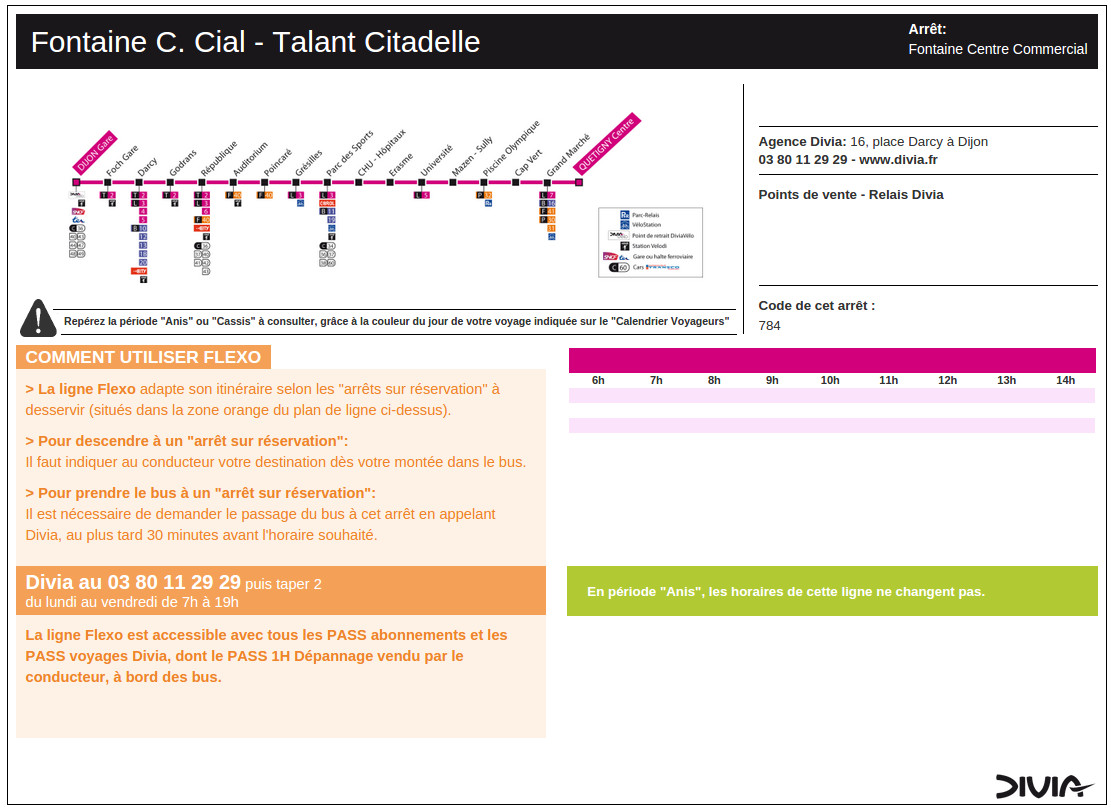 Fontaine C. Cial - Talant Citadelle
Arrêt:
Fontaine Centre Commercial
DIJON Gare
Foch Gare
Darcy
Godrans
République
Auditorium
Poincaré
Grésilles
Parc des Sports
CHU - Hôpitaux
Erasme
Université
Mazen - Sully
Piscine Olympique
Cap Vert
Grand Marché
QUETIGNY Centre
Parc-Relais
VéloStation
Point de retrait DiviaVélo
Station Velodi
Gare ou halte ferroviaire
C 60 Cars
Agence Divia: 16, place Darcy à Dijon
03 80 11 29 29 - www.divia.fr
Points de vente - Relais Divia
Code de cet arrêt :
784
Repérez la période "Anis" ou "Cassis" à consulter, grâce à la couleur du jour de votre voyage indiquée sur le "Calendrier Voyageurs"
COMMENT UTILISER FLEXO
> La ligne Flexo adapte son itinéraire selon les "arrêts sur réservation" à
desservir (situés dans la zone orange du plan de ligne ci-dessus).
> Pour descendre à un "arrêt sur réservation":
Il faut indiquer au conducteur votre destination dès votre montée dans le bus.
> Pour prendre le bus à un "arrêt sur réservation":
Il est nécessaire de demander le passage du bus à cet arrêt en appelant
Divia, au plus tard 30 minutes avant l'horaire souhaité.
Divia au 03 80 11 29 29 puis taper 2
du lundi au vendredi de 7h à 19h
La ligne Flexo est accessible avec tous les PASS abonnements et les
PASS voyages Divia, dont le PASS 1H Dépannage vendu par le
conducteur, à bord des bus.
6h 7h 8h 9h 10h 11h 12h 13h 14h
En période "Anis", les horaires de cette ligne ne changent pas.
DIVIA